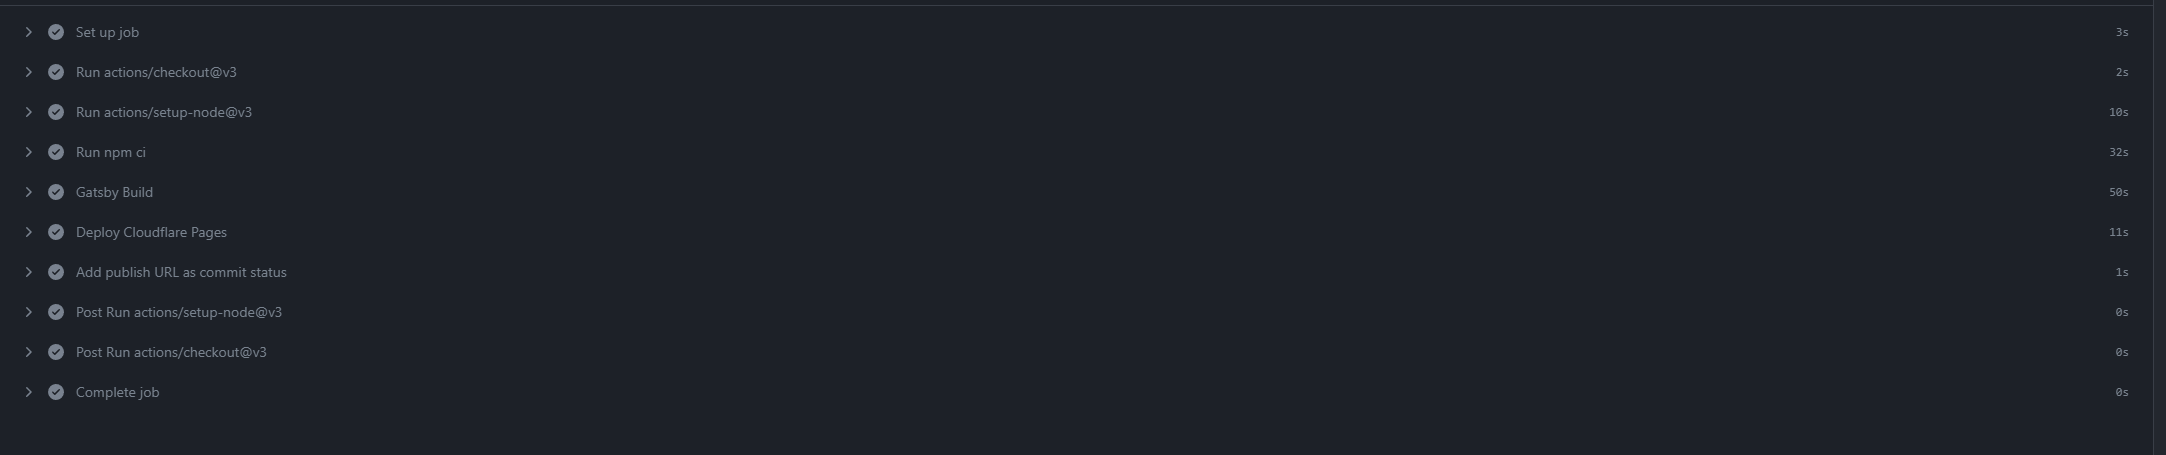 Set up job 3s
Run actions/checkout@v3 2s
Run actions/setup-node@v3 10s
Run npm ci 32s
Gatsby Build 50s
Deploy Cloudflare Pages 11s
Add publish URL as commit status 1s
Post Run actions/setup-node@v3 0s
Post Run actions/checkout@v3 0s
Complete job 0s